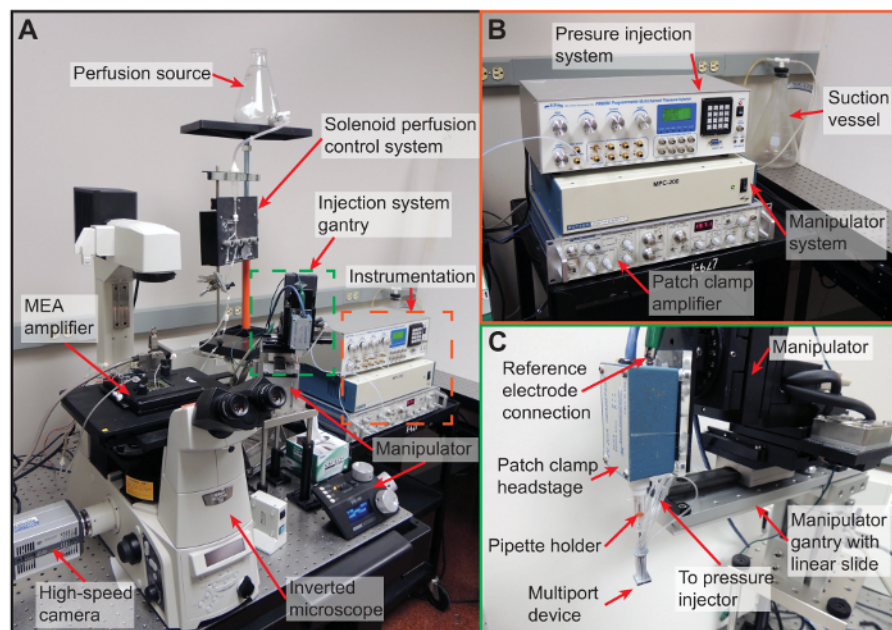 A
Perfusion source
Solenoid perfusion
control system
Injection system
gantry
Instrumentation
MEA
amplifier
Manipulator
High-speed
camera
Inverted
microscope
B
Presure injection
system
Suction
vessel
MPC-200
Manipulator
system
Patch clamp
amplifier
C
Reference
electrode
connection
Manipulator
Patch clamp
headstage
Pipette holder
Multiport
device
To pressure
injector
Manipulator
gantry with
linear slide